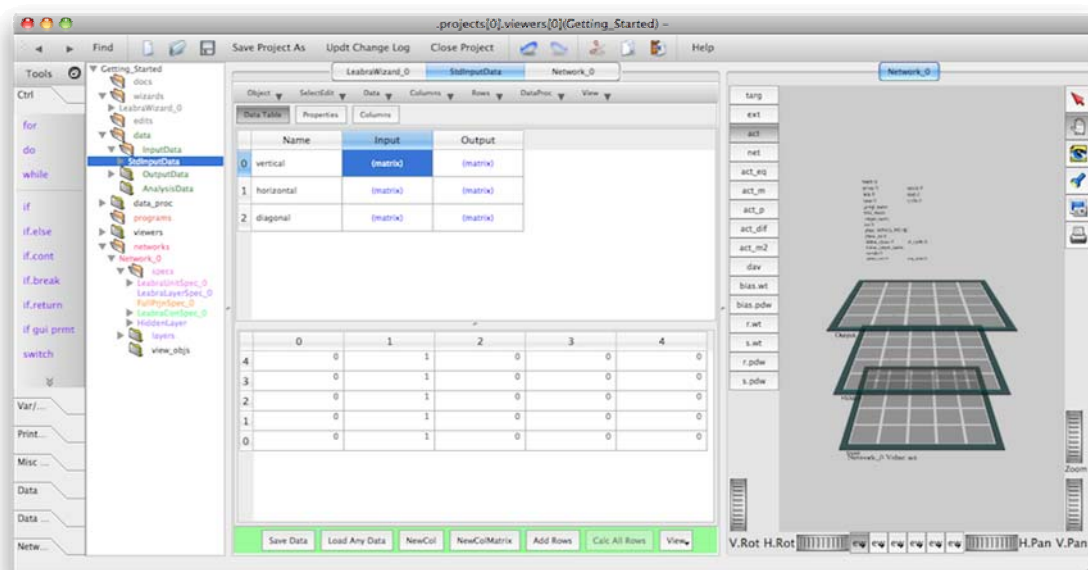 .projects[0].viewers[0](Getting_Started) –
Find Save Project As Updt Change Log Close Project Help
Tools
Ctrl
for
do
while
if
if.else
if.cont
if.break
if.return
if gui prmt
switch
Var/...
Print...
Misc ...
Data
Data ...
Netw...
Getting_Started
docs
wizards
LeabraWizard_0
edits
data
InputData
StdInputData
OutputData
AnalysisData
data_proc
programs
viewers
networks
Network_0
specs
LeabraUnitSpec_0
LeabraLayerSpec_0
FullPrjnSpec_0
LeabraConSpec_0
HiddenLayer
layers
view_objs
LeabraWizard_0 StdInputData Network_0
Object SelectEdit Data Columns Rows DataProc View
Data Table Properties Columns
Name Input Output
0 vertical (matrix) (matrix)
1 horizontal (matrix) (matrix)
2 diagonal (matrix) (matrix)
0 1 2 3 4
4 0 1 0 0 0
3 0 1 0 0 0
2 0 1 0 0 0
1 0 1 0 0 0
0 0 1 0 0 0
Save Data Load Any Data NewCol NewColMatrix Add Rows Calc All Rows View
Network_0
targ
ext
act
net
act_eq
act_m
act_p
act_dif
act_m2
dav
bias.wt
bias.pdw
r.wt
s.wt
r.pdw
s.pdw
Network_0 Value: act
Zoom
V.Rot H.Rot H.Pan V.Pan